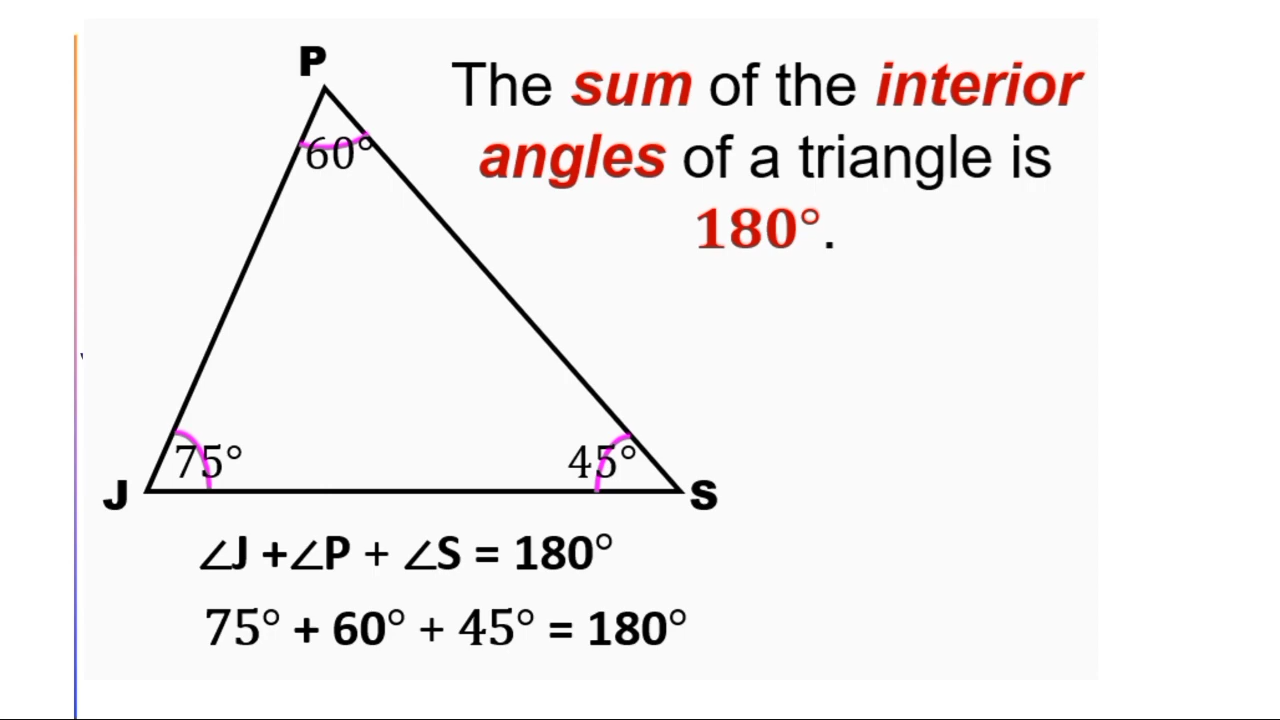 P
The sum of the interior
angles of a triangle is
180°.
60°
75°
45°
J
S
∠J +∠P + ∠S = 180°
75° + 60° + 45° = 180°